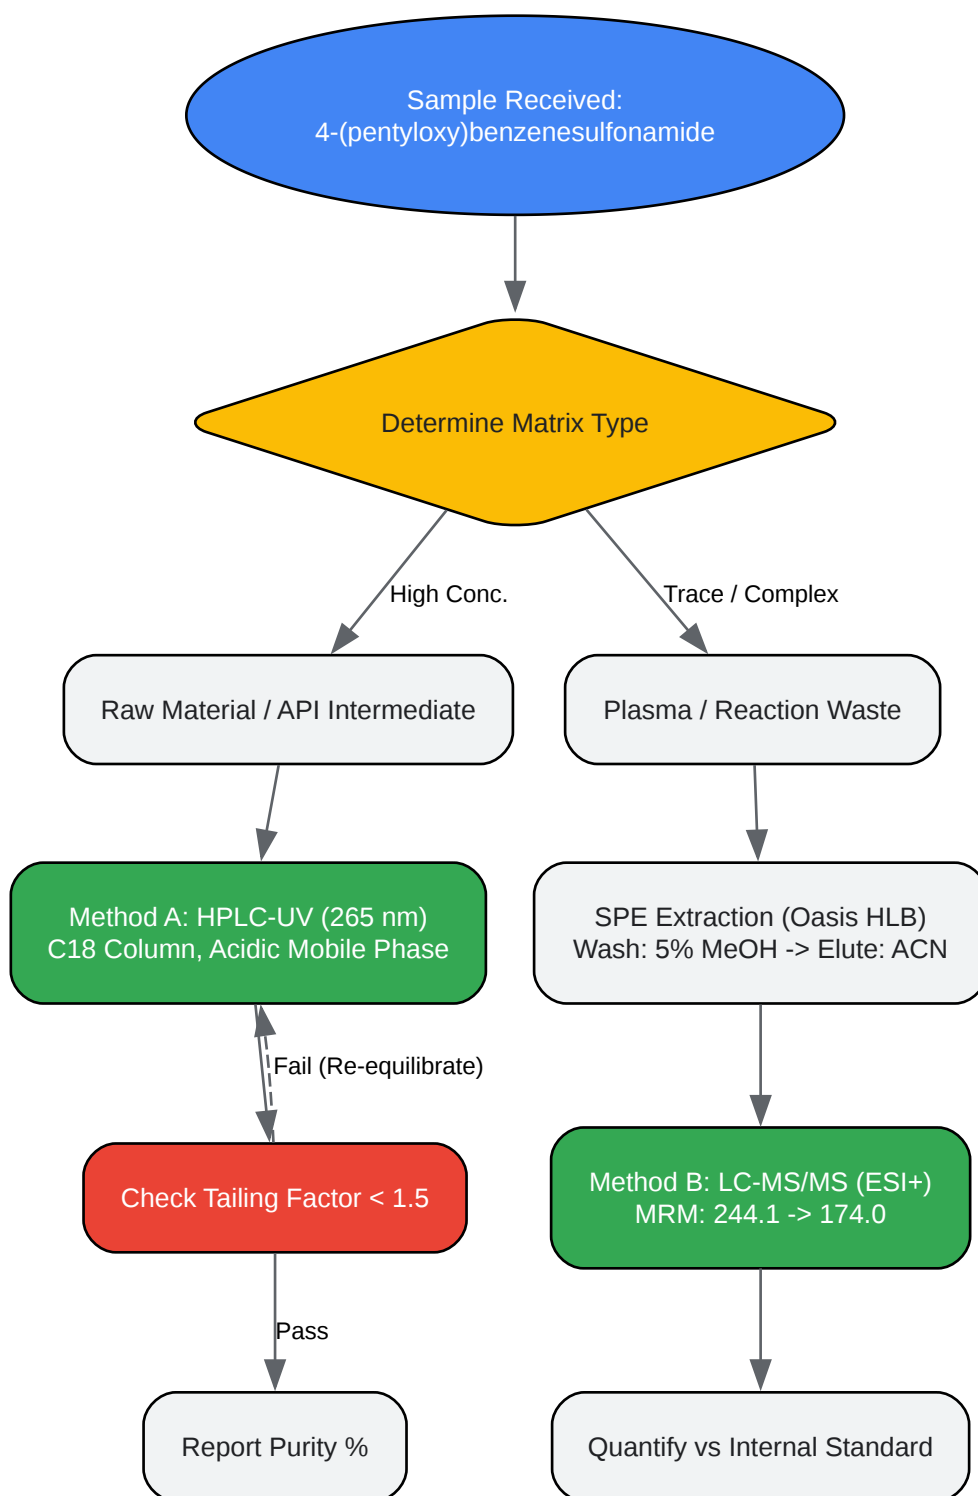 Sample Received:
4-(pentyloxy)benzenesulfonamide
Determine Matrix Type
High Conc.
Trace / Complex
Raw Material / API Intermediate
Plasma / Reaction Waste
Method A: HPLC-UV (265 nm)
C18 Column, Acidic Mobile Phase
SPE Extraction (Oasis HLB)
Wash: 5% MeOH -> Elute: ACN
Fail (Re-equilibrate)
Check Tailing Factor < 1.5
Method B: LC-MS/MS (ESI+)
MRM: 244.1 -> 174.0
Pass
Report Purity %
Quantify vs Internal Standard